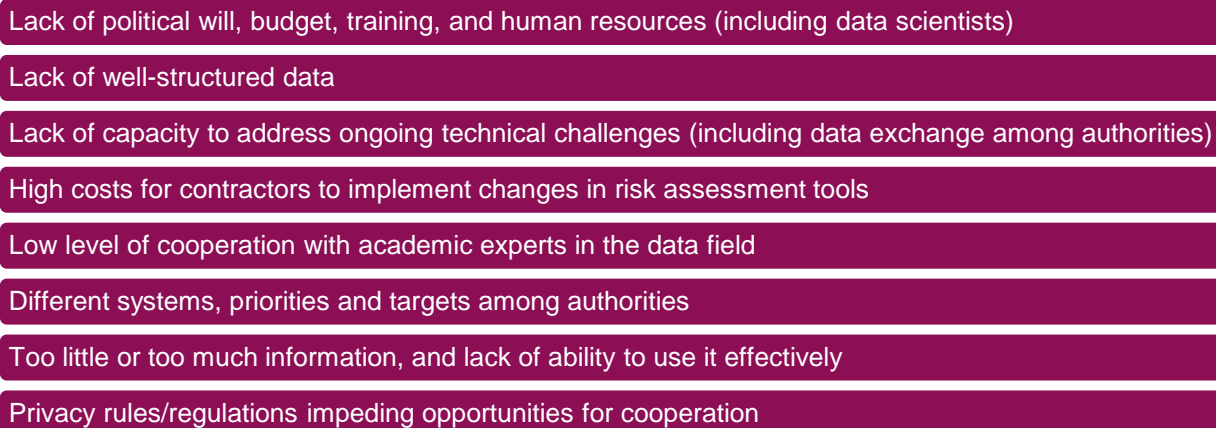 Lack of political will, budget, training, and human resources (including data scientists)
Lack of well-structured data
Lack of capacity to address ongoing technical challenges (including data exchange among authorities)
High costs for contractors to implement changes in risk assessment tools
Low level of cooperation with academic experts in the data field
Different systems, priorities and targets among authorities
Too little or too much information, and lack of ability to use it effectively
Privacy rules/regulations impeding opportunities for cooperation